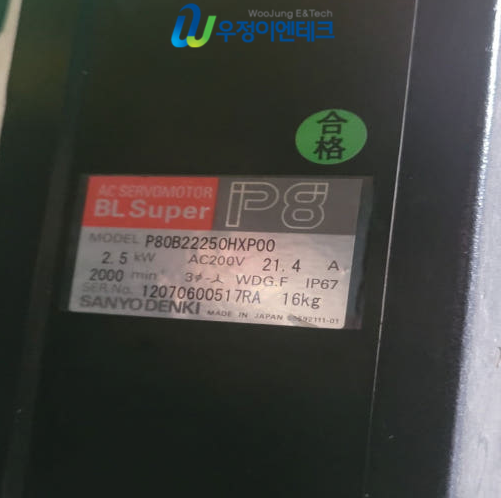 WooJung E&Tech
우정이엔테크
合格
AC SERVOMOTOR
BL Super P8
MODEL P80B22250HXP00
2.5 kW AC200V 21.4 A
2000 min⁻¹ 3ø-人 WDG.F IP67
SER.No. 12070600517RA 16kg
SANYO DENKI MADE IN JAPAN